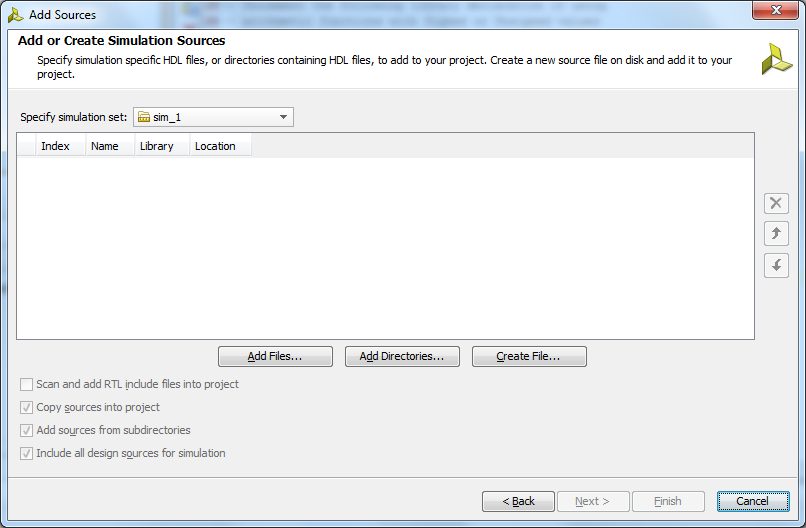 Add Sources
Add or Create Simulation Sources
Specify simulation specific HDL files, or directories containing HDL files, to add to your project. Create a new source file on disk and add it to your
project.
Specify simulation set: sim_1
Index Name Library Location
Add Files... Add Directories... Create File...
Scan and add RTL include files into project
Copy sources into project
Add sources from subdirectories
Include all design sources for simulation
< Back Next > Finish Cancel